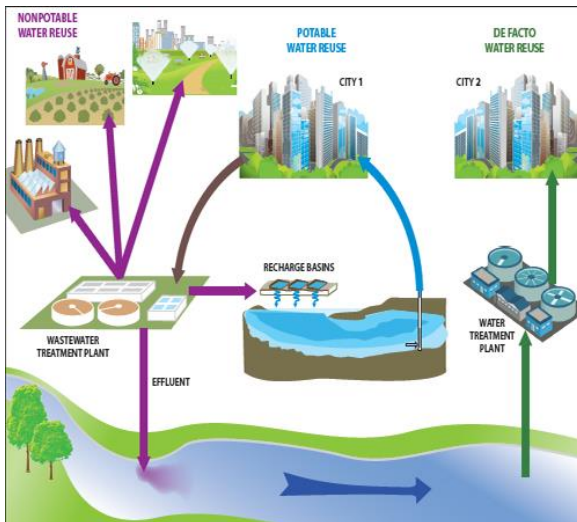 NONPOTABLE
WATER REUSE
POTABLE
WATER REUSE
DE FACTO
WATER REUSE
CITY 1
CITY 2
RECHARGE BASINS
WASTEWATER
TREATMENT PLANT
WATER
TREATMENT
PLANT
EFFLUENT